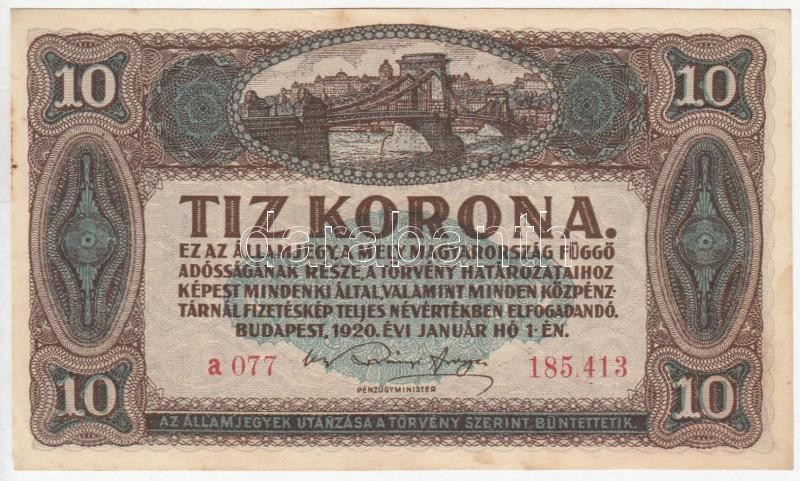 10 10
TIZ KORONA.
EZ AZ ÁLLAMJEGY, A MELY MAGYARORSZÁG FÜGGŐ
ADÓSSÁGÁNAK RÉSZE, A TÖRVÉNY HATÁROZATAIHOZ
KÉPEST MINDENKI ÁLTAL, VALAMINT MINDEN KÖZPÉNZ-
TÁRNÁL FIZETÉSKÉP TELJES NÉVÉRTÉKBEN ELFOGADANDÓ.
BUDAPEST, 1920. ÉVI JANUÁR HÓ 1-ÉN.
a 077 185.413
PÉNZÜGYMINISTER
10 10
AZ ÁLLAMJEGYEK UTÁNZÁSA A TÖRVÉNY SZERINT BÜNTETTETIK.
darabanth